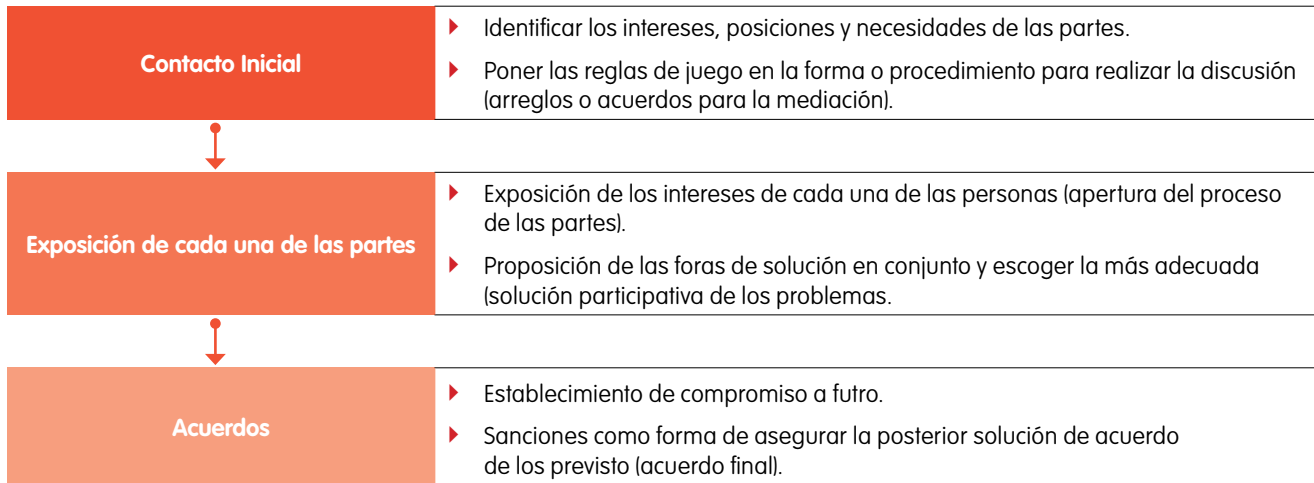 Contacto Inicial
Identificar los intereses, posiciones y necesidades de las partes.
Poner las reglas de juego en la forma o procedimiento para realizar la discusión
(arreglos o acuerdos para la mediación).
Exposición de cada una de las partes
Exposición de los intereses de cada una de las personas (apertura del proceso
de las partes).
Proposición de las foras de solución en conjunto y escoger la más adecuada
(solución participativa de los problemas.
Acuerdos
Establecimiento de compromiso a futro.
Sanciones como forma de asegurar la posterior solución de acuerdo
de los previsto (acuerdo final).